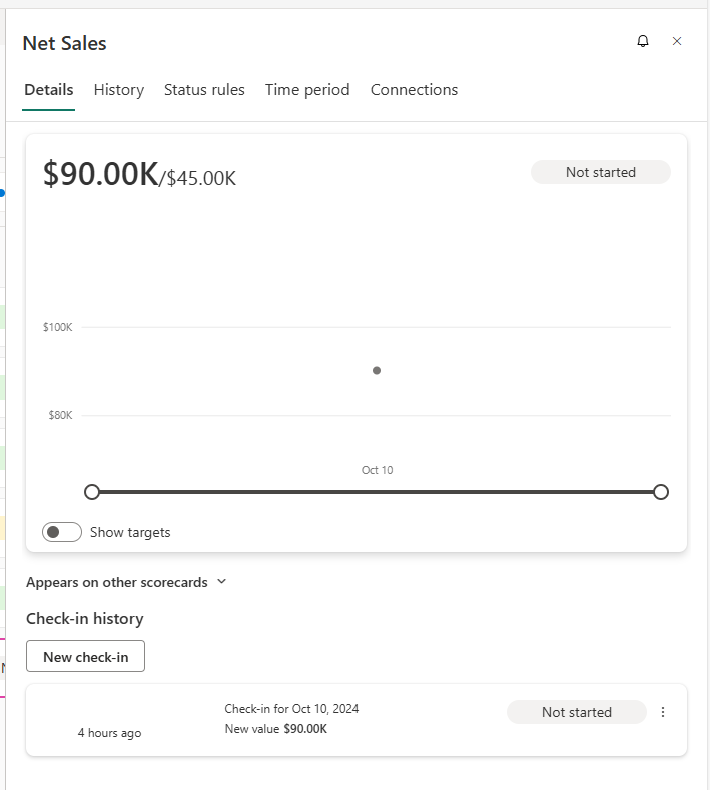 Net Sales
Details History Status rules Time period Connections
$90.00K/$45.00K
Not started
$100K
$80K
Oct 10
Show targets
Appears on other scorecards
Check-in history
New check-in
Check-in for Oct 10, 2024
Not started
4 hours ago
New value $90.00K